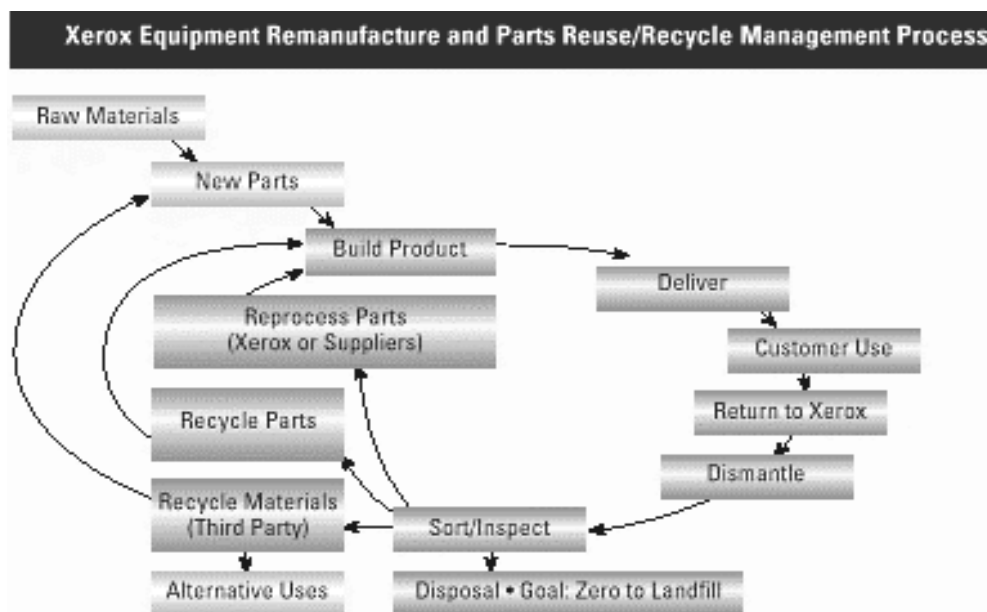 Xerox Equipment Remanufacture and Parts Reuse/Recycle Management Process
Raw Materials
New Parts
Build Product
Deliver
Reprocess Parts
(Xerox or Suppliers)
Customer Use
Recycle Parts
Return to Xerox
Dismantle
Recycle Materials
(Third Party)
Sort/Inspect
Alternative Uses
Disposal • Goal: Zero to Landfill